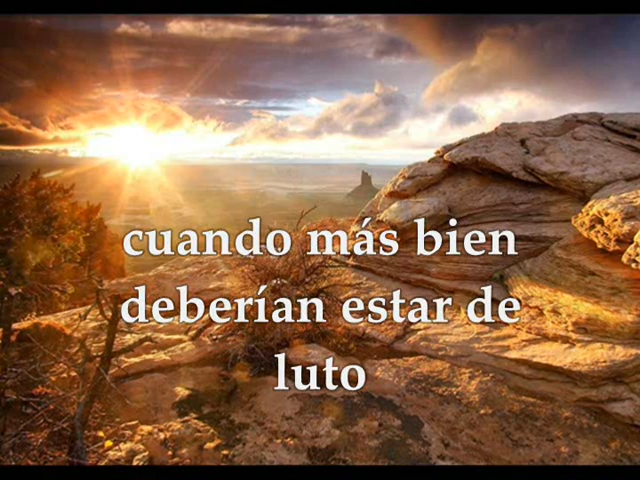 cuando más bien
deberían estar de
luto